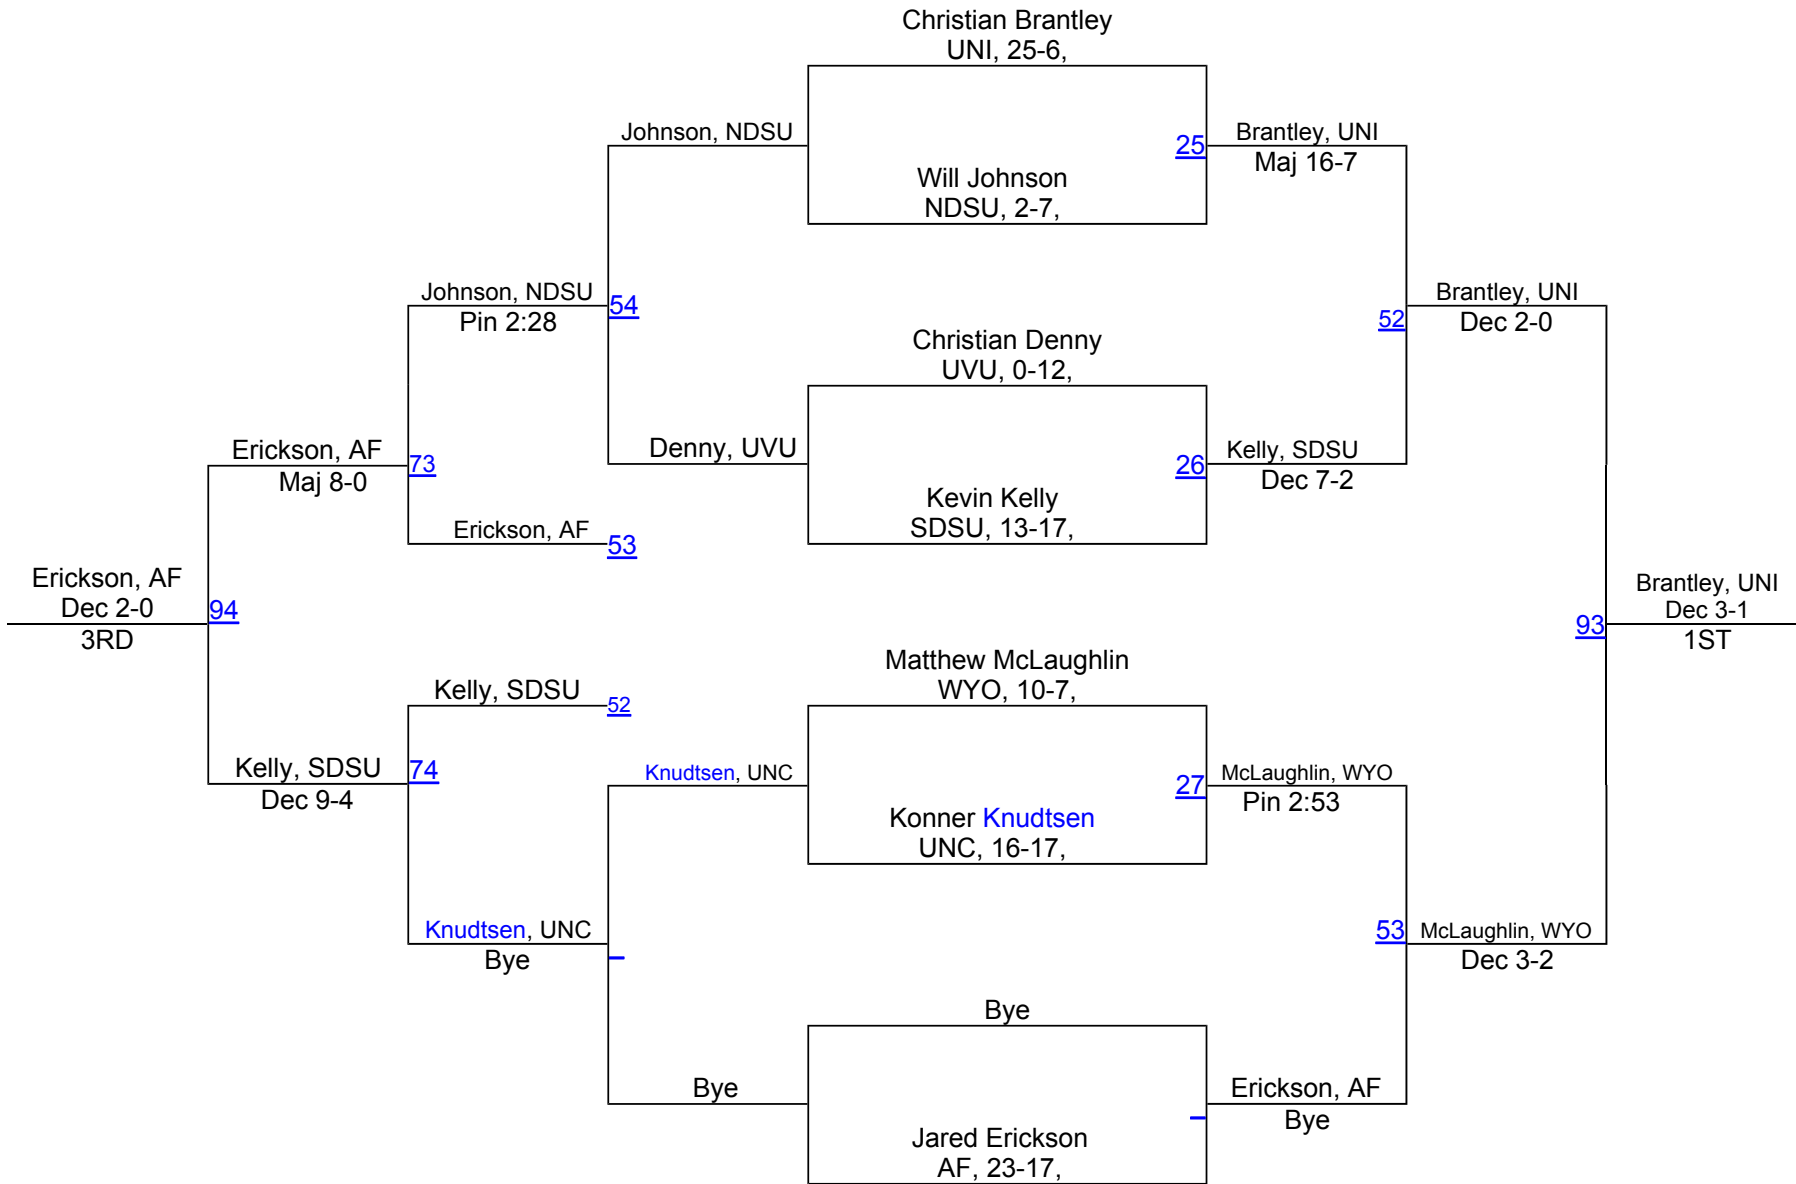 Christian Brantley
UNI, 25-6,
Johnson, NDSU
25
Brantley, UNI
Maj 16-7
Will Johnson
NDSU, 2-7,
Johnson, NDSU
Pin 2:28
54
52
Brantley, UNI
Dec 2-0
Christian Denny
UVU, 0-12,
Erickson, AF
Maj 8-0
73
Denny, UVU
26
Kelly, SDSU
Dec 7-2
Kevin Kelly
SDSU, 13-17,
Erickson, AF
53
Erickson, AF
Dec 2-0
3RD
94
93
Brantley, UNI
Dec 3-1
1ST
Matthew McLaughlin
WYO, 10-7,
Kelly, SDSU
52
Kelly, SDSU
Dec 9-4
74
Knudtsen, UNC
27
McLaughlin, WYO
Pin 2:53
Konner Knudtsen
UNC, 16-17,
Knudtsen, UNC
Bye
53
McLaughlin, WYO
Dec 3-2
Bye
Bye
Erickson, AF
Bye
Jared Erickson
AF, 23-17,